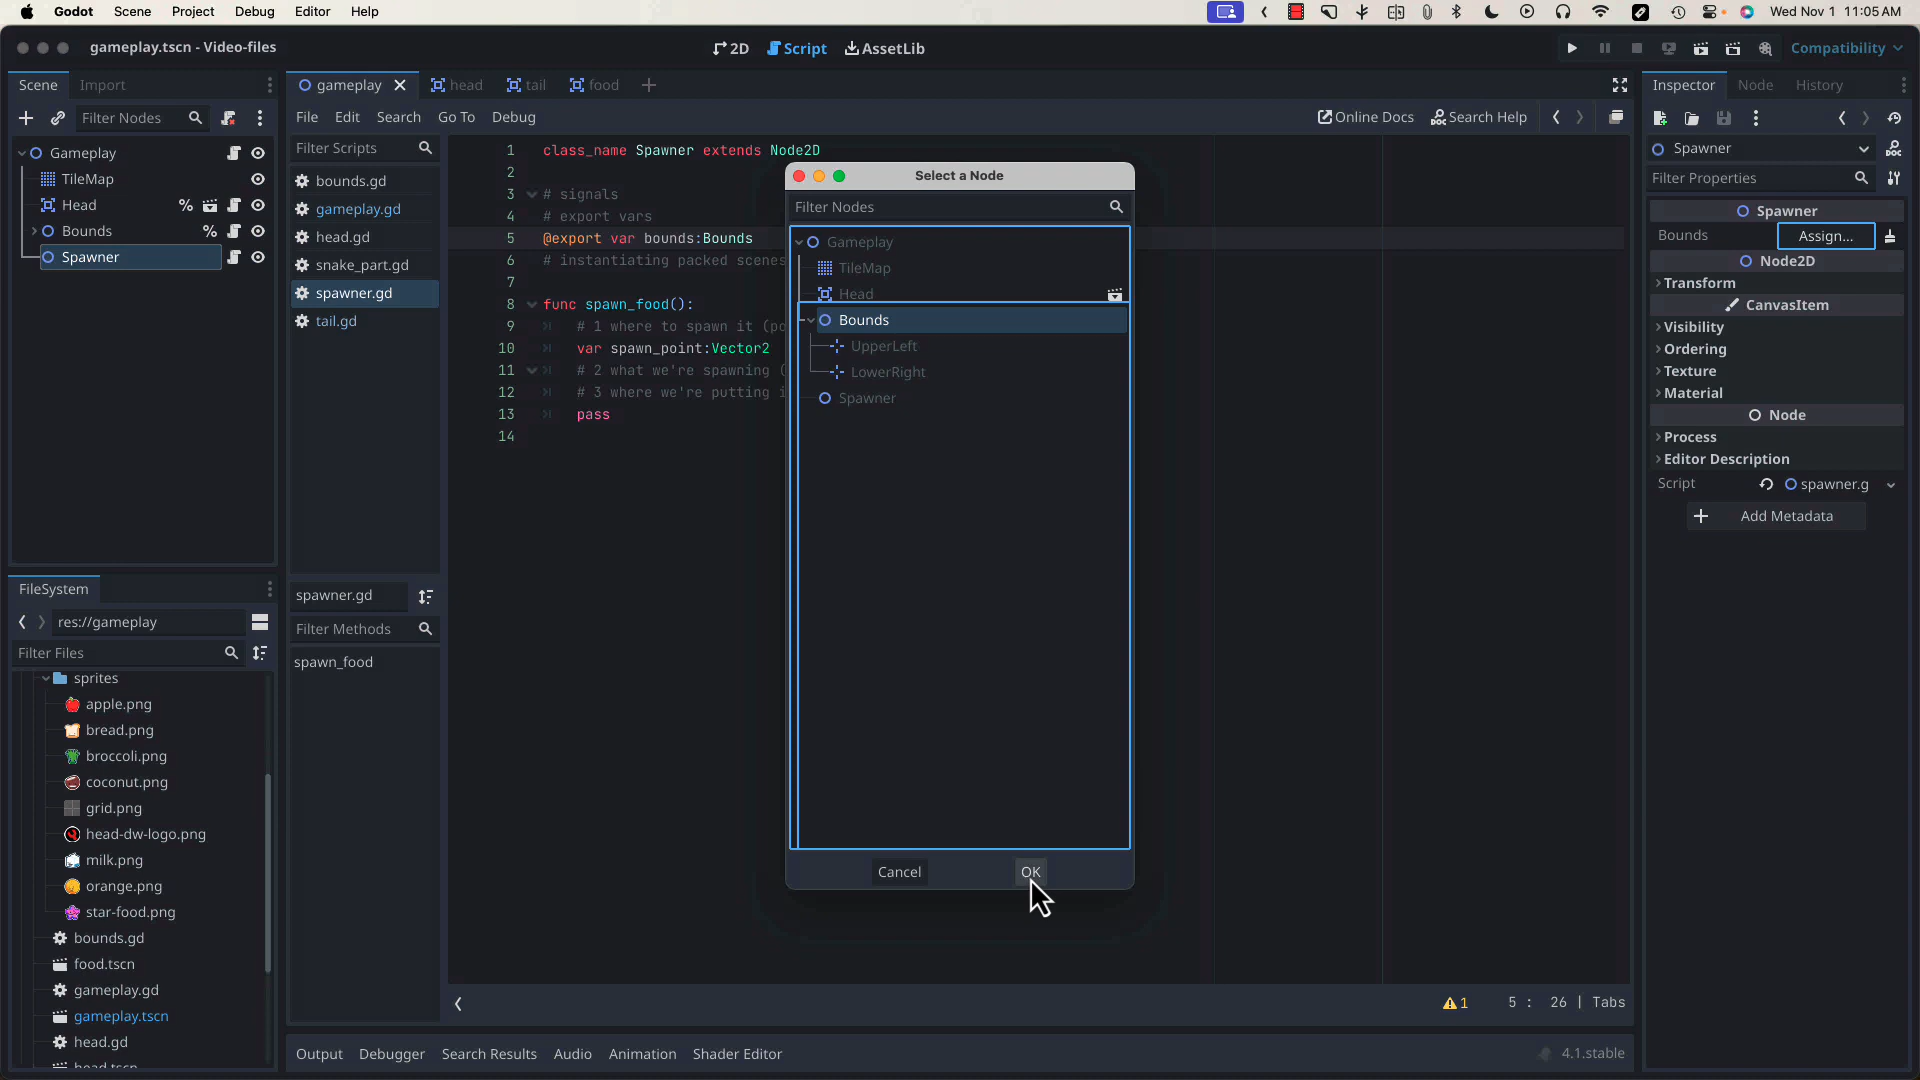 Godot Scene Project Debug Editor Help Wed Nov 1 11:05 AM
gameplay.tscn - Video-files
2D Script AssetLib
Compatibility
Scene Import
Filter Nodes
Gameplay
TileMap
Head %
Bounds %
Spawner
FileSystem
res://gameplay
Filter Files
sprites
apple.png
bread.png
broccoli.png
coconut.png
grid.png
head-dw-logo.png
milk.png
orange.png
star-food.png
bounds.gd
food.tscn
gameplay.gd
gameplay.tscn
head.gd
head.tscn
gameplay head tail food
File Edit Search Go To Debug
Online Docs Search Help
Filter Scripts
bounds.gd
gameplay.gd
head.gd
snake_part.gd
spawner.gd
tail.gd
spawner.gd
Filter Methods
spawn_food
1 class_name Spawner extends Node2D
2
3 # signals
4 # export vars
5 @export var bounds:Bounds
6 # instantiating packed scenes
7
8 func spawn_food():
9 # 1 where to spawn it (po
10 var spawn_point:Vector2
11 # 2 what we're spawning (
12 # 3 where we're putting i
13 pass
14
Select a Node
Filter Nodes
Gameplay
TileMap
Head
Bounds
UpperLeft
LowerRight
Spawner
Cancel OK
1 5 : 26 | Tabs
Output Debugger Search Results Audio Animation Shader Editor
4.1.stable
Inspector Node History
Spawner
Filter Properties
Spawner
Bounds Assign...
Node2D
Transform
CanvasItem
Visibility
Ordering
Texture
Material
Node
Process
Editor Description
Script spawner.g
Add Metadata